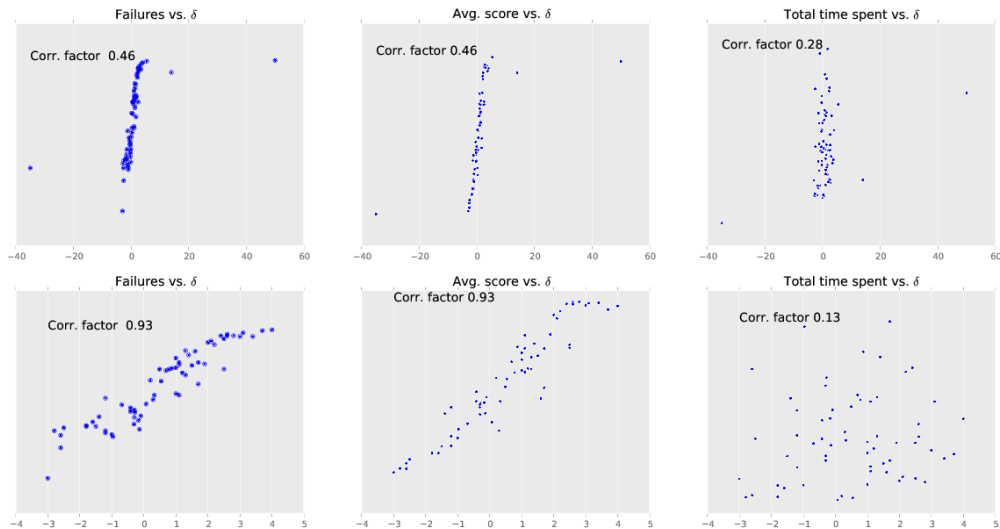 Failures vs. δ
Corr. factor 0.46
−40 −20 0 20 40 60
Avg. score vs. δ
Corr. factor 0.46
−40 −20 0 20 40 60
Total time spent vs. δ
Corr. factor 0.28
−40 −20 0 20 40 60
Failures vs. δ
Corr. factor 0.93
−4 −3 −2 −1 0 1 2 3 4 5
Avg. score vs. δ
Corr. factor 0.93
−4 −3 −2 −1 0 1 2 3 4 5
Total time spent vs. δ
Corr. factor 0.13
−4 −3 −2 −1 0 1 2 3 4 5